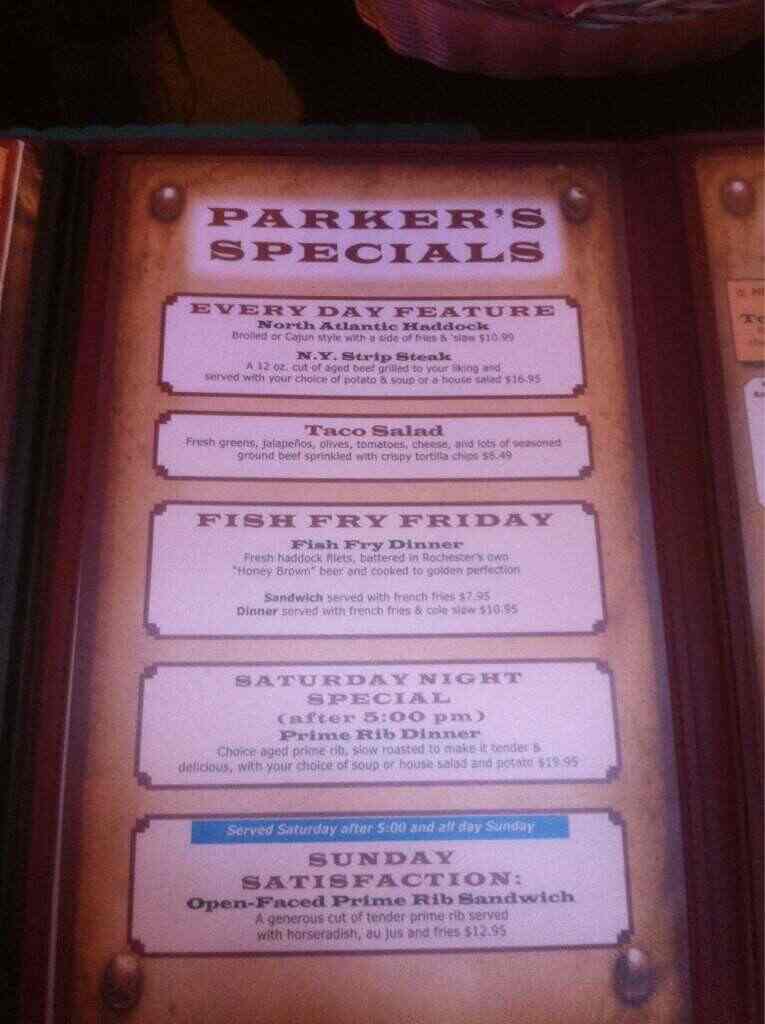 PARKER'S
SPECIALS
EVERY DAY FEATURE
North Atlantic Haddock
Broiled or Cajun style with a side of fries & 'slaw $10.99
N.Y. Strip Steak
A 12 oz. cut of aged beef grilled to your liking and
served with your choice of potato & soup or a house salad $16.95
Taco Salad
Fresh greens, jalapeños, olives, tomatoes, cheese, and lots of seasoned
ground beef sprinkled with crispy tortilla chips $8.49
FISH FRY FRIDAY
Fish Fry Dinner
Fresh haddock filets, battered in Rochester's own
"Honey Brown" beer and cooked to golden perfection
Sandwich served with french fries $7.95
Dinner served with french fries & cole slaw $10.95
SATURDAY NIGHT
SPECIAL
(after 5:00 pm)
Prime Rib Dinner
Choice aged prime rib, slow roasted to make it tender &
delicious, with your choice of soup or house salad and potato $19.95
Served Saturday after 5:00 and all day Sunday
SUNDAY
SATISFACTION:
Open-Faced Prime Rib Sandwich
A generous cut of tender prime rib served
with horseradish, au jus and fries $12.95